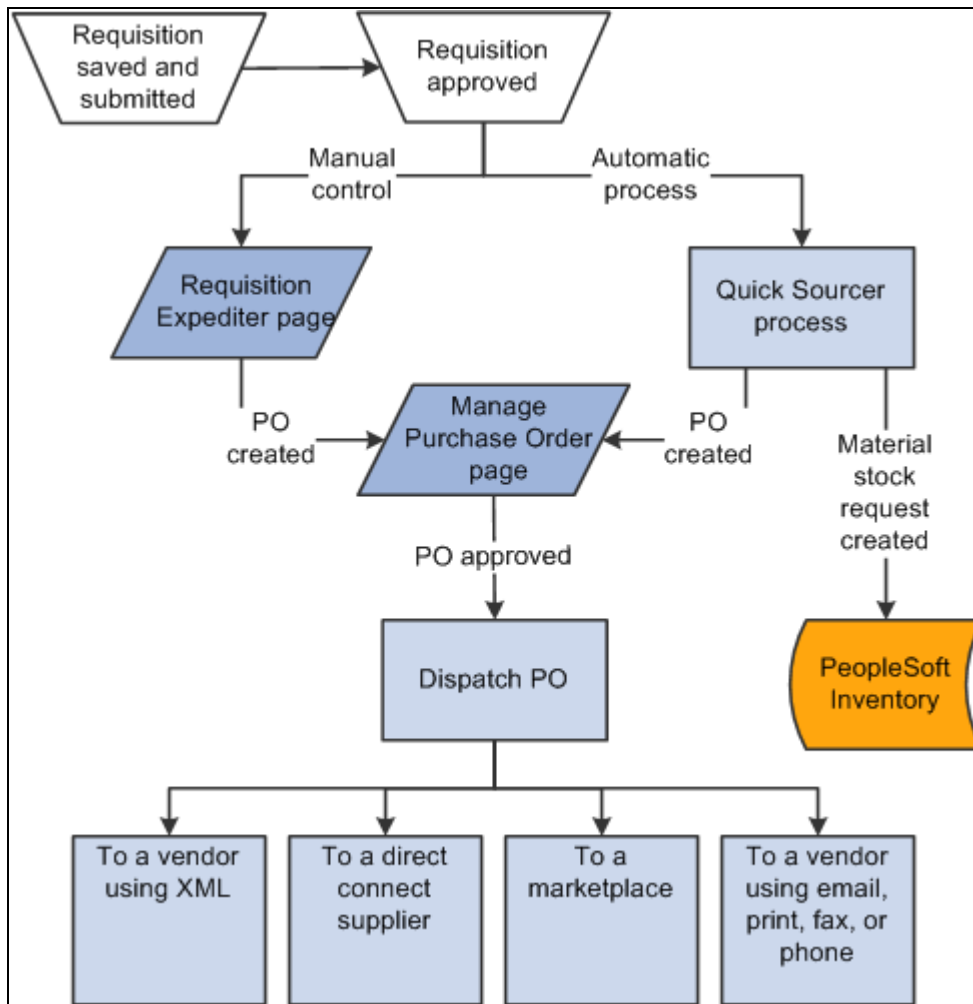 Requisition
saved and
submitted
Requisition
approved
Manual
control
Automatic
process
Requisition
Expediter page
Quick Sourcer
process
PO
created
Manage
Purchase Order
page
PO
created
Material
stock
request
created
PO approved
Dispatch PO
PeopleSoft
Inventory
To a vendor
using XML
To a direct
connect
supplier
To a
marketplace
To a vendor
using email,
print, fax, or
phone